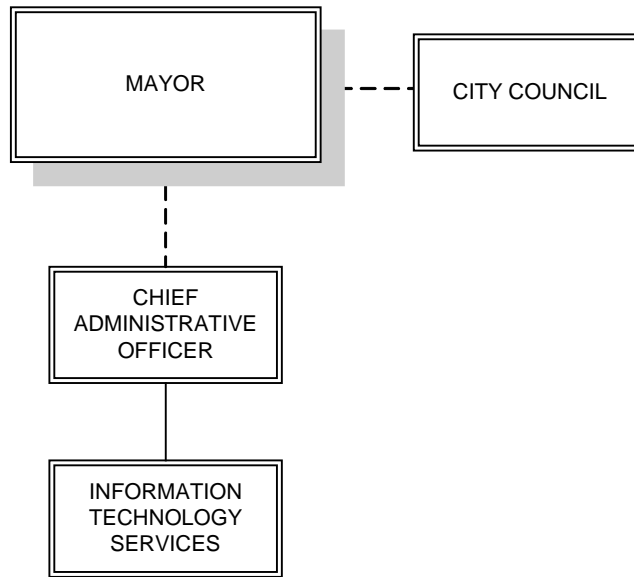 MAYOR
CITY COUNCIL
CHIEF
ADMINISTRATIVE
OFFICER
INFORMATION
TECHNOLOGY
SERVICES